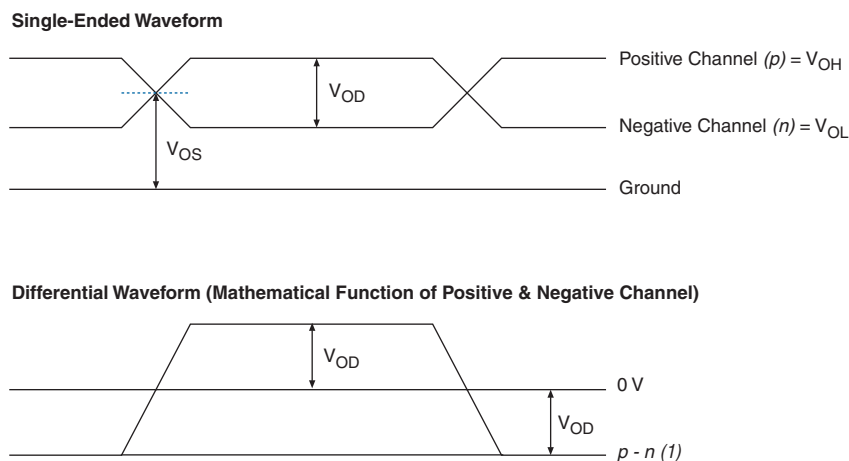 Single-Ended Waveform
Positive Channel (p) = VOH
VOD
Negative Channel (n) = VOL
VOS
Ground
Differential Waveform (Mathematical Function of Positive & Negative Channel)
VOD
0 V
VOD
p - n (1)